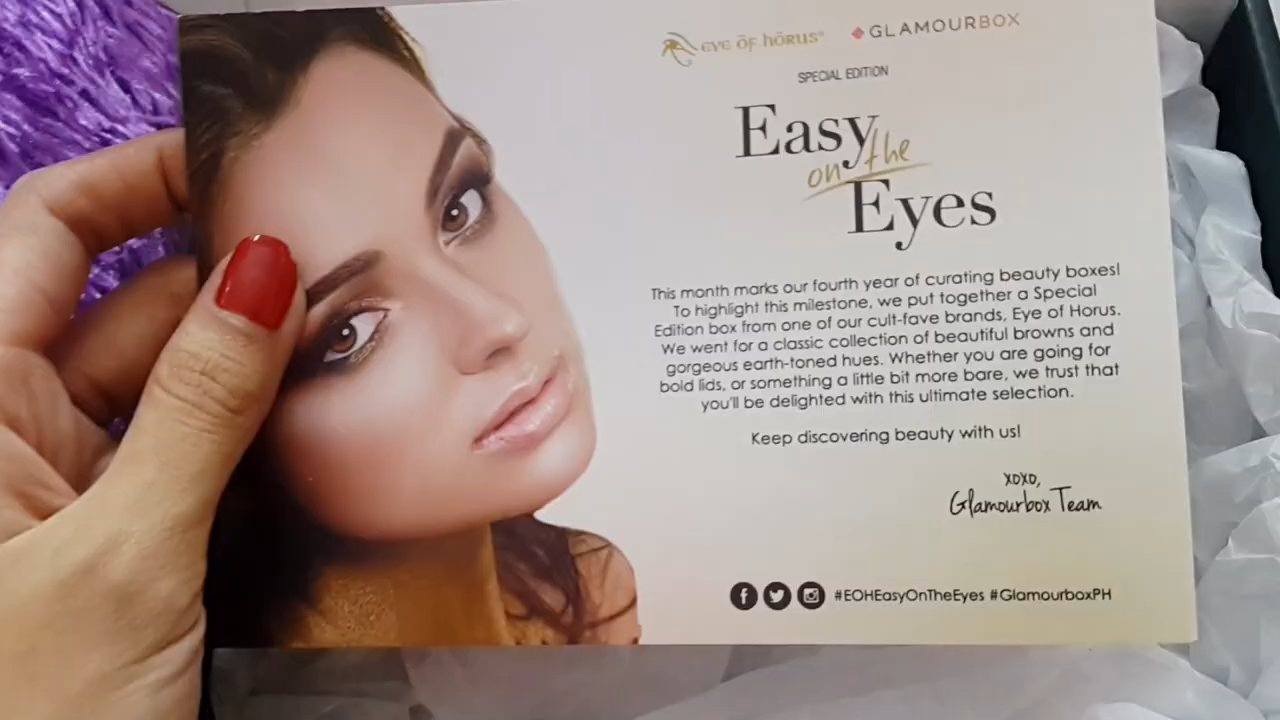 eye öf hōrus®
GLAMOURBOX
SPECIAL EDITION
Easy
on the
Eyes
This month marks our fourth year of curating beauty boxes!
To highlight this milestone, we put together a Special
Edition box from one of our cult-fave brands, Eye of Horus.
We went for a classic collection of beautiful browns and
gorgeous earth-toned hues. Whether you are going for
bold lids, or something a little bit more bare, we trust that
you'll be delighted with this ultimate selection.
Keep discovering beauty with us!
xoxo,
Glamourbox Team
#EOHEasyOnTheEyes #GlamourboxPH